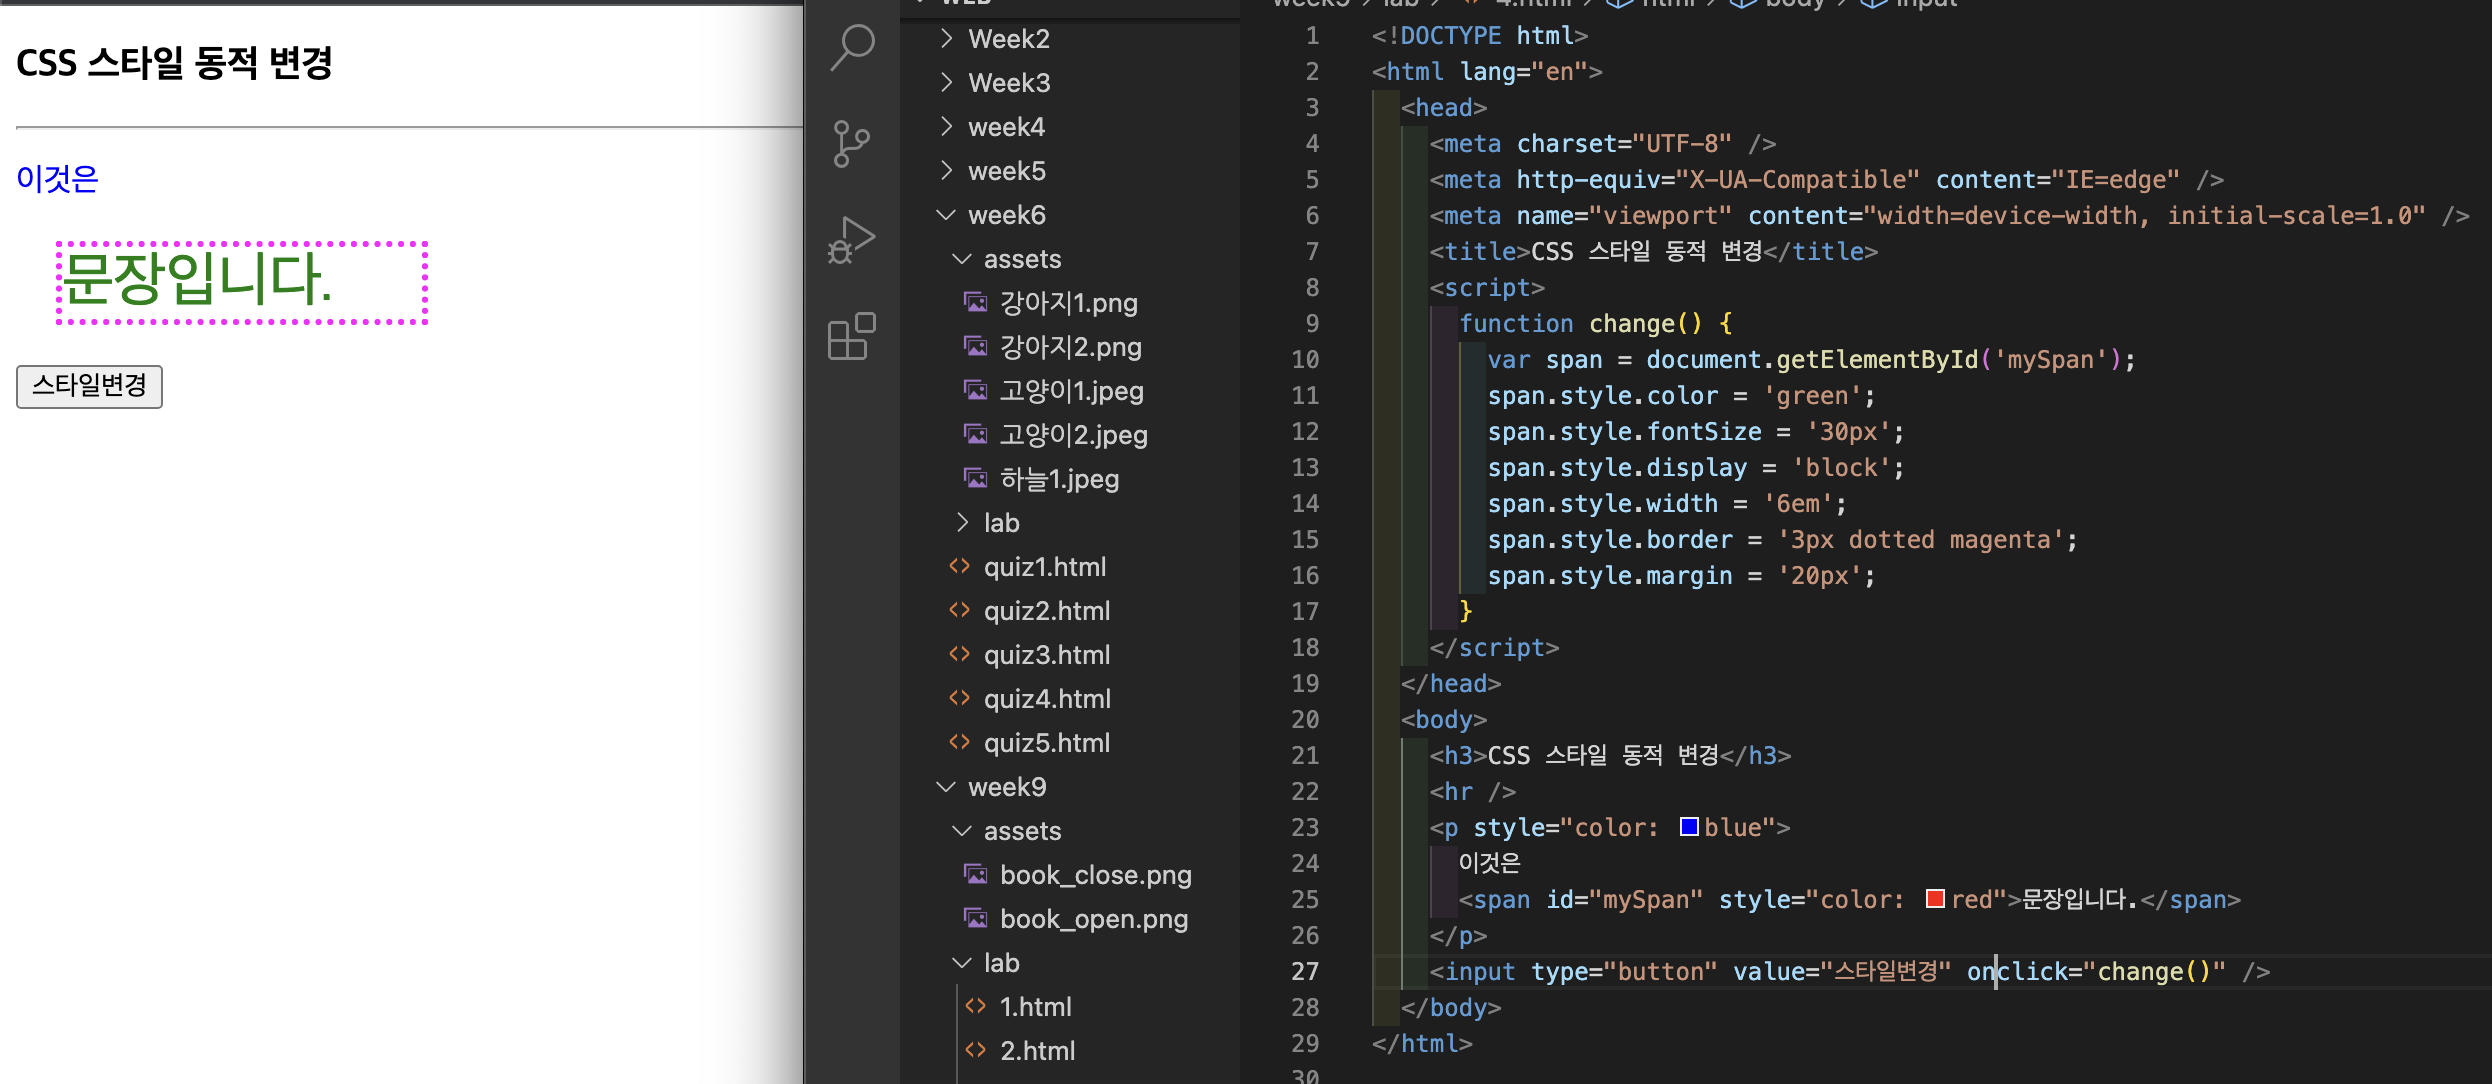 CSS 스타일 동적 변경
이것은
문장입니다.
스타일변경
WEB
Week2
Week3
week4
week5
week6
assets
강아지1.png
강아지2.png
고양이1.jpeg
고양이2.jpeg
하늘1.jpeg
lab
quiz1.html
quiz2.html
quiz3.html
quiz4.html
quiz5.html
week9
assets
book_close.png
book_open.png
lab
1.html
2.html
week9 > lab > <> 4.html > html > body > input
1 <!DOCTYPE html>
2 <html lang="en">
3 <head>
4 <meta charset="UTF-8" />
5 <meta http-equiv="X-UA-Compatible" content="IE=edge" />
6 <meta name="viewport" content="width=device-width, initial-scale=1.0" />
7 <title>CSS 스타일 동적 변경</title>
8 <script>
9 function change() {
10 var span = document.getElementById('mySpan');
11 span.style.color = 'green';
12 span.style.fontSize = '30px';
13 span.style.display = 'block';
14 span.style.width = '6em';
15 span.style.border = '3px dotted magenta';
16 span.style.margin = '20px';
17 }
18 </script>
19 </head>
20 <body>
21 <h3>CSS 스타일 동적 변경</h3>
22 <hr />
23 <p style="color: blue">
24 이것은
25 <span id="mySpan" style="color: red">문장입니다.</span>
26 </p>
27 <input type="button" value="스타일변경" onclick="change()" />
28 </body>
29 </html>
30